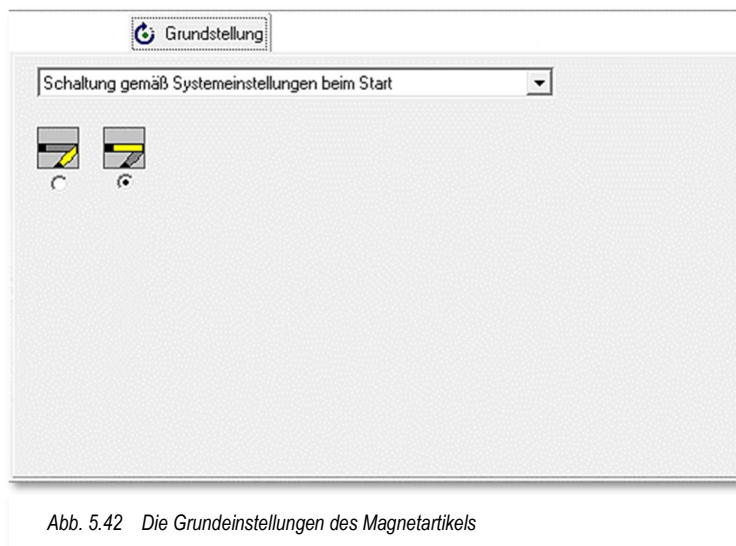 Grundstellung
Schaltung gemäß Systemeinstellungen beim Start
Abb. 5.42 Die Grundeinstellungen des Magnetartikels